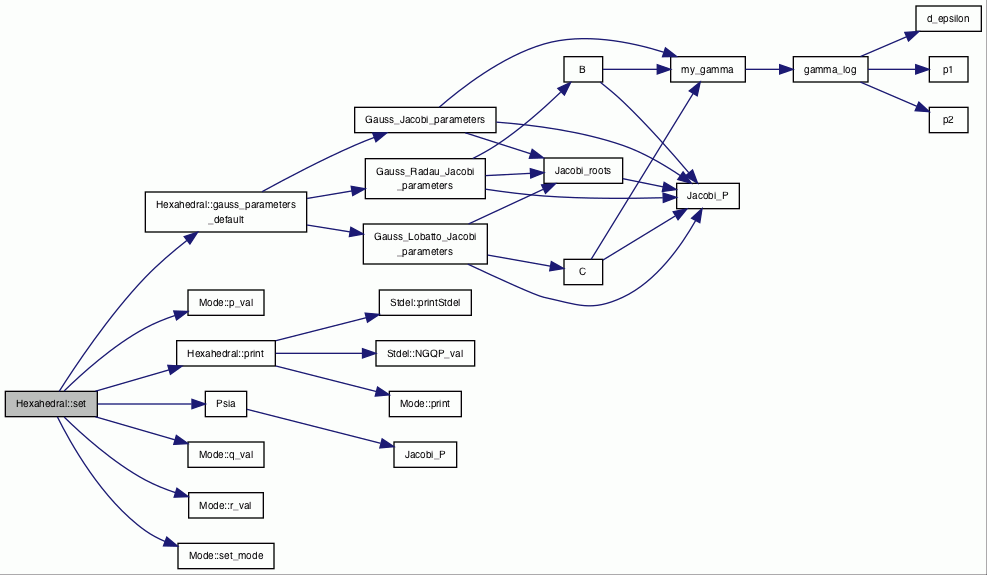 d_epsilon
B
my_gamma
gamma_log
p1
Gauss_Jacobi_parameters
p2
Gauss_Radau_Jacobi
_parameters
Jacobi_roots
Jacobi_P
Hexahedral::gauss_parameters
_default
Gauss_Lobatto_Jacobi
_parameters
C
Mode::p_val
Stdel::printStdel
Hexahedral::print
Stdel::NGQP_val
Hexahedral::set
Psia
Mode::print
Mode::q_val
Jacobi_P
Mode::r_val
Mode::set_mode